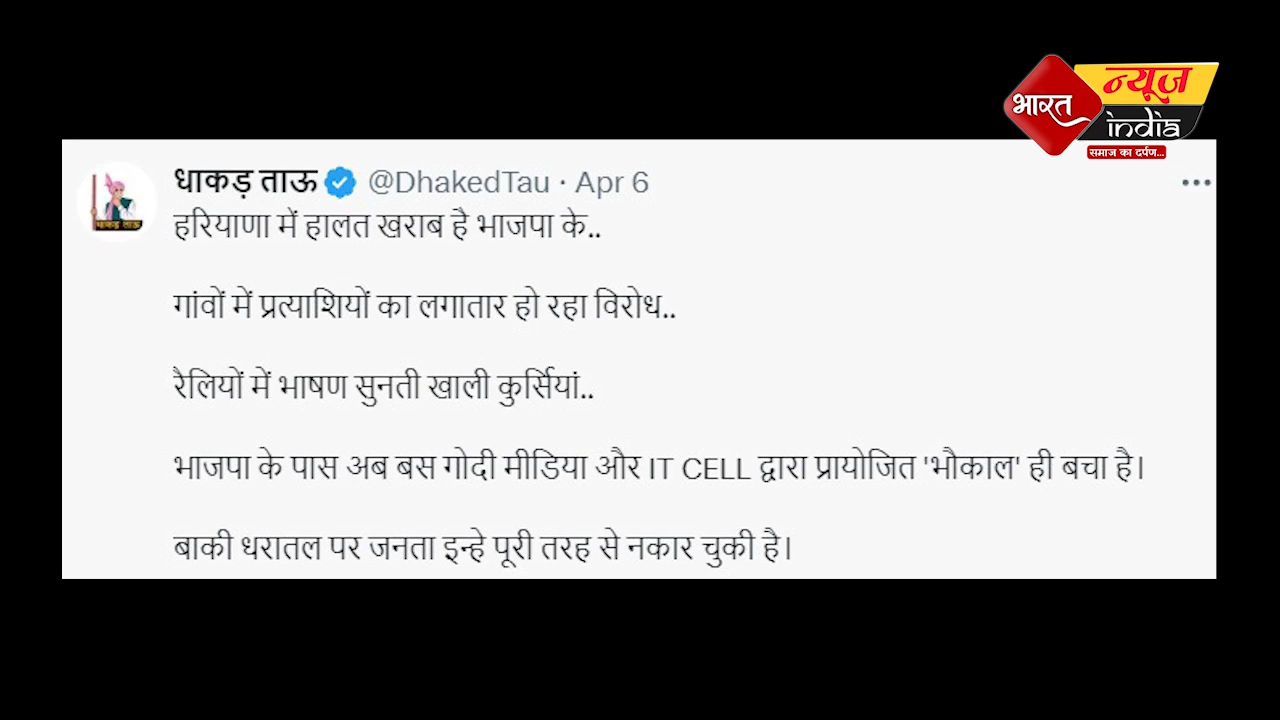 भारत
न्यूज़
india
समाज का दर्पण...
धाकड़ ताऊ @DhakedTau · Apr 6
धाकड़ ताऊ
हरियाणा में हालत खराब है भाजपा के..
गांवों में प्रत्याशियों का लगातार हो रहा विरोध..
रैलियों में भाषण सुनती खाली कुर्सियां..
भाजपा के पास अब बस गोदी मीडिया और IT CELL द्वारा प्रायोजित 'भौकाल' ही बचा है।
बाकी धरातल पर जनता इन्हे पूरी तरह से नकार चुकी है।